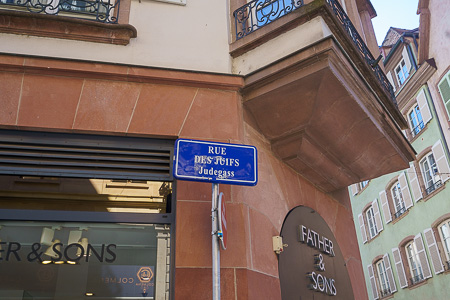 RUE
DES JUIFS
Judegass
ER & SONS
FATHER
&
SONS